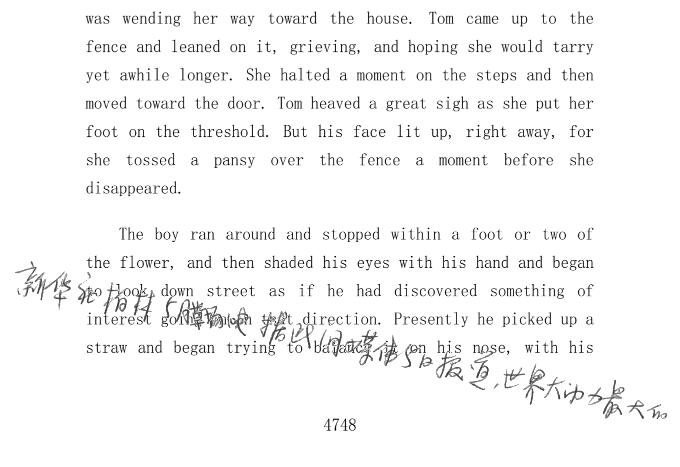 was wending her way toward the house. Tom came up to the
fence and leaned on it, grieving, and hoping she would tarry
yet awhile longer. She halted a moment on the steps and then
moved toward the door. Tom heaved a great sigh as she put her
foot on the threshold. But his face lit up, right away, for
she tossed a pansy over the fence a moment before she
disappeared.
The boy ran around and stopped within a foot or two of
the flower, and then shaded his eyes with his hand and began
to look down street as if he had discovered something of
interest going on in that direction. Presently he picked up a
straw and began trying to balance it on his nose, with his
新华社柏林5月 电 据 媒体5日报道,世界大 力最大的
4748